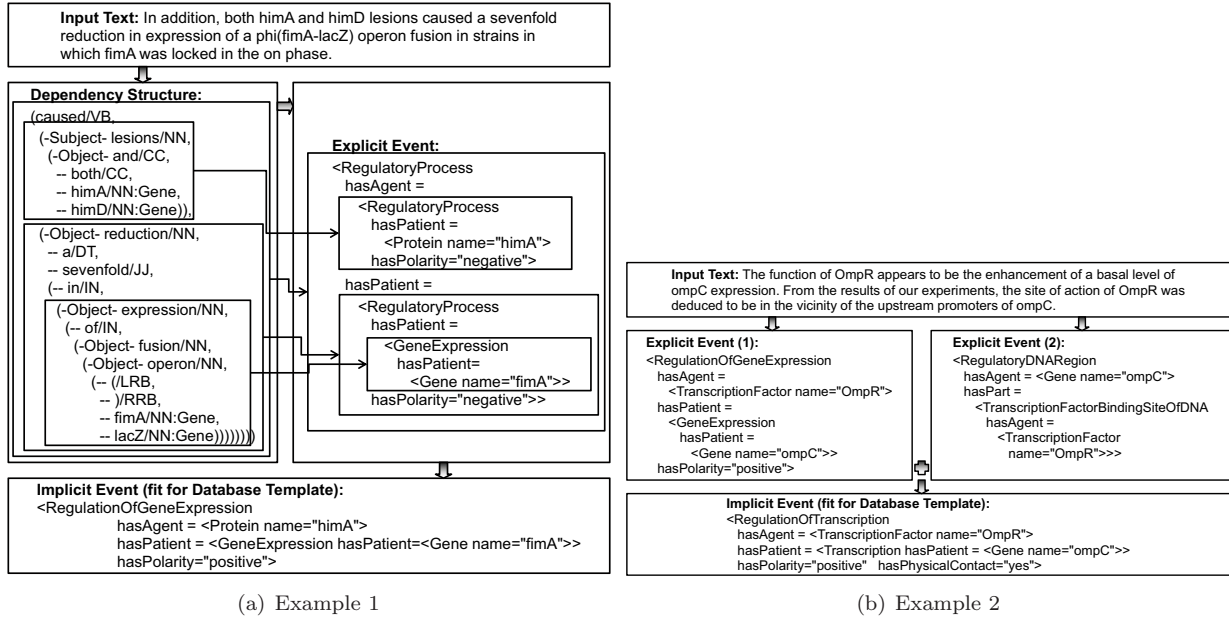 Input Text: In addition, both himA and himD lesions caused a sevenfold
reduction in expression of a phi(fimA-lacZ) operon fusion in strains in
which fimA was locked in the on phase.
Dependency Structure:
(caused/VB,
(-Subject- lesions/NN,
(-Object- and/CC,
-- both/CC,
-- himA/NN:Gene,
-- himD/NN:Gene)),
(-Object- reduction/NN,
-- a/DT,
-- sevenfold/JJ,
(-- in/IN,
(-Object- expression/NN,
(-- of/IN,
(-Object- fusion/NN,
(-Object- operon/NN,
(-- (/LRB,
-- )/RRB,
-- fimA/NN:Gene,
-- lacZ/NN:Gene))))))))
Explicit Event:
<RegulatoryProcess
hasAgent =
<RegulatoryProcess
hasPatient =
<Protein name="himA">
hasPolarity="negative">
hasPatient =
<RegulatoryProcess
hasPatient =
<GeneExpression
hasPatient=
<Gene name="fimA">>
hasPolarity="negative">>
Implicit Event (fit for Database Template):
<RegulationOfGeneExpression
hasAgent = <Protein name="himA">
hasPatient = <GeneExpression hasPatient=<Gene name="fimA">>
hasPolarity="positive">
(a) Example 1
Input Text: The function of OmpR appears to be the enhancement of a basal level of
ompC expression. From the results of our experiments, the site of action of OmpR was
deduced to be in the vicinity of the upstream promoters of ompC.
Explicit Event (1):
<RegulationOfGeneExpression
hasAgent =
<TranscriptionFactor name="OmpR">
hasPatient =
<GeneExpression
hasPatient =
<Gene name="ompC">>
hasPolarity="positive">
Explicit Event (2):
<RegulatoryDNARegion
hasAgent = <Gene name="ompC">
hasPart =
<TranscriptionFactorBindingSiteOfDNA
hasAgent =
<TranscriptionFactor
name="OmpR">>>
Implicit Event (fit for Database Template):
<RegulationOfTranscription
hasAgent = <TranscriptionFactor name="OmpR">
hasPatient = <Transcription hasPatient = <Gene name="ompC">>
hasPolarity="positive" hasPhysicalContact="yes">
(b) Example 2